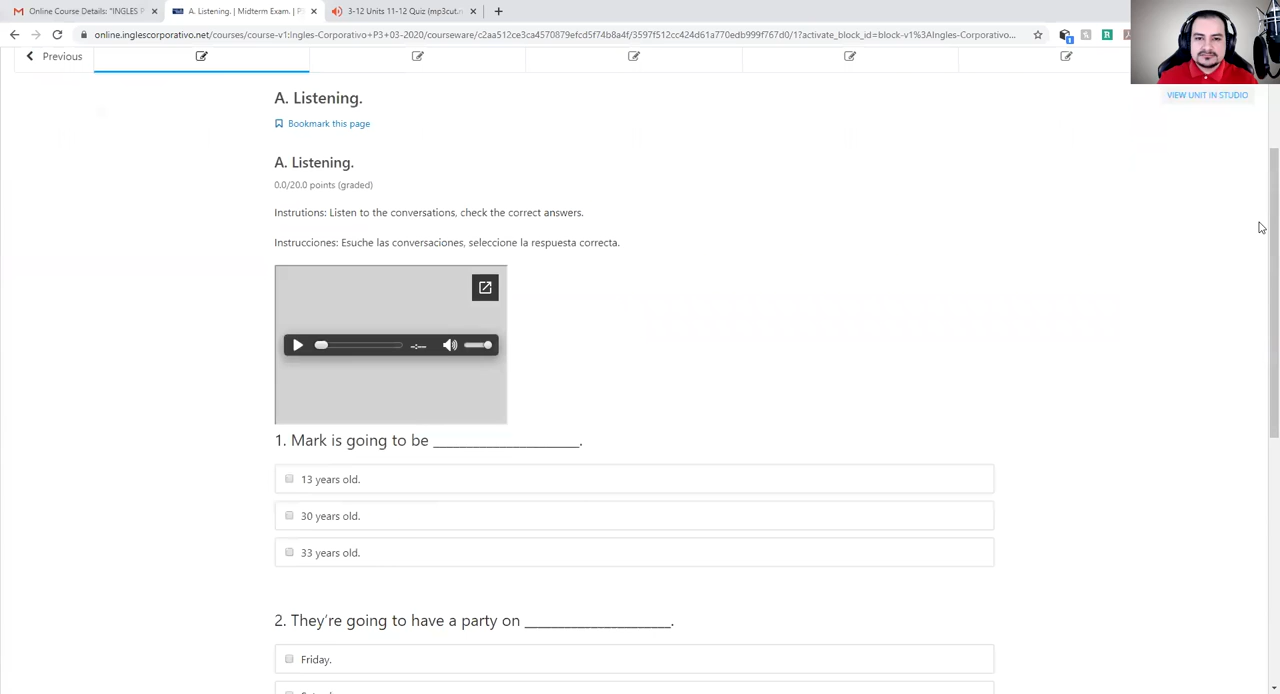 Online Course Details: "INGLES P
A. Listening. | Midterm Exam. | P
3-12 Units 11-12 Quiz (mp3cut.n
online.inglescorporativo.net/courses/course-v1:Ingles-Corporativo+P3+03-2020/courseware/c2aa512ce3ca4570879efcd5f74b8a4f/3597f512cc424d61a770edb999f767d0/1?activate_block_id=block-v1%3AIngles-Corporativo...
Previous
VIEW UNIT IN STUDIO
A. Listening.
Bookmark this page
A. Listening.
0.0/20.0 points (graded)
Instrutions: Listen to the conversations, check the correct answers.
Instrucciones: Esuche las conversaciones, seleccione la respuesta correcta.
-:--
1. Mark is going to be ____________________.
13 years old.
30 years old.
33 years old.
2. They're going to have a party on ____________________.
Friday.